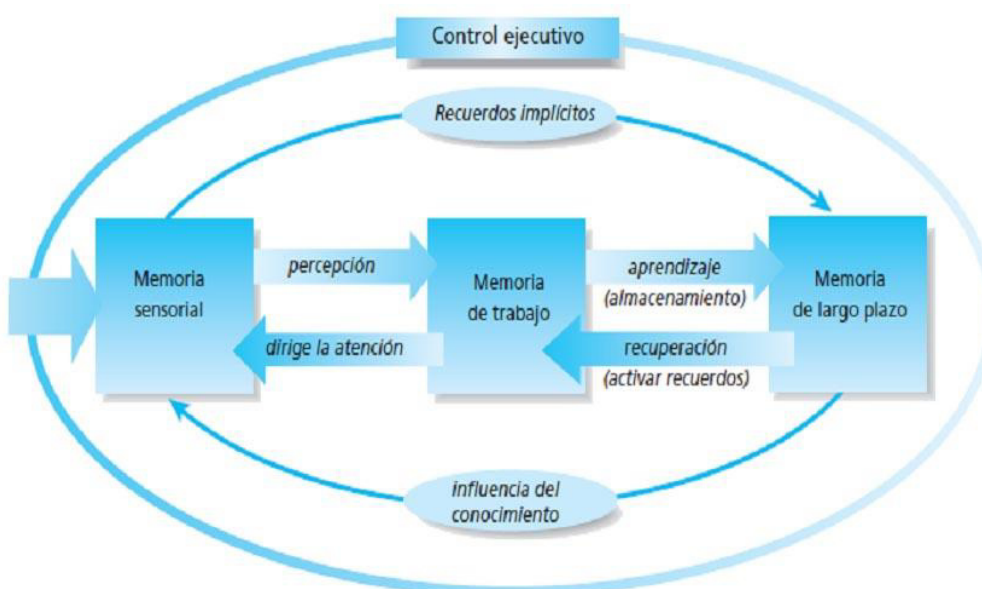 Control ejecutivo
Recuerdos implícitos
Memoria
sensorial
percepción
dirige la atención
Memoria
de trabajo
aprendizaje
(almacenamiento)
recuperación
(activar recuerdos)
Memoria
de largo plazo
influencia del
conocimiento